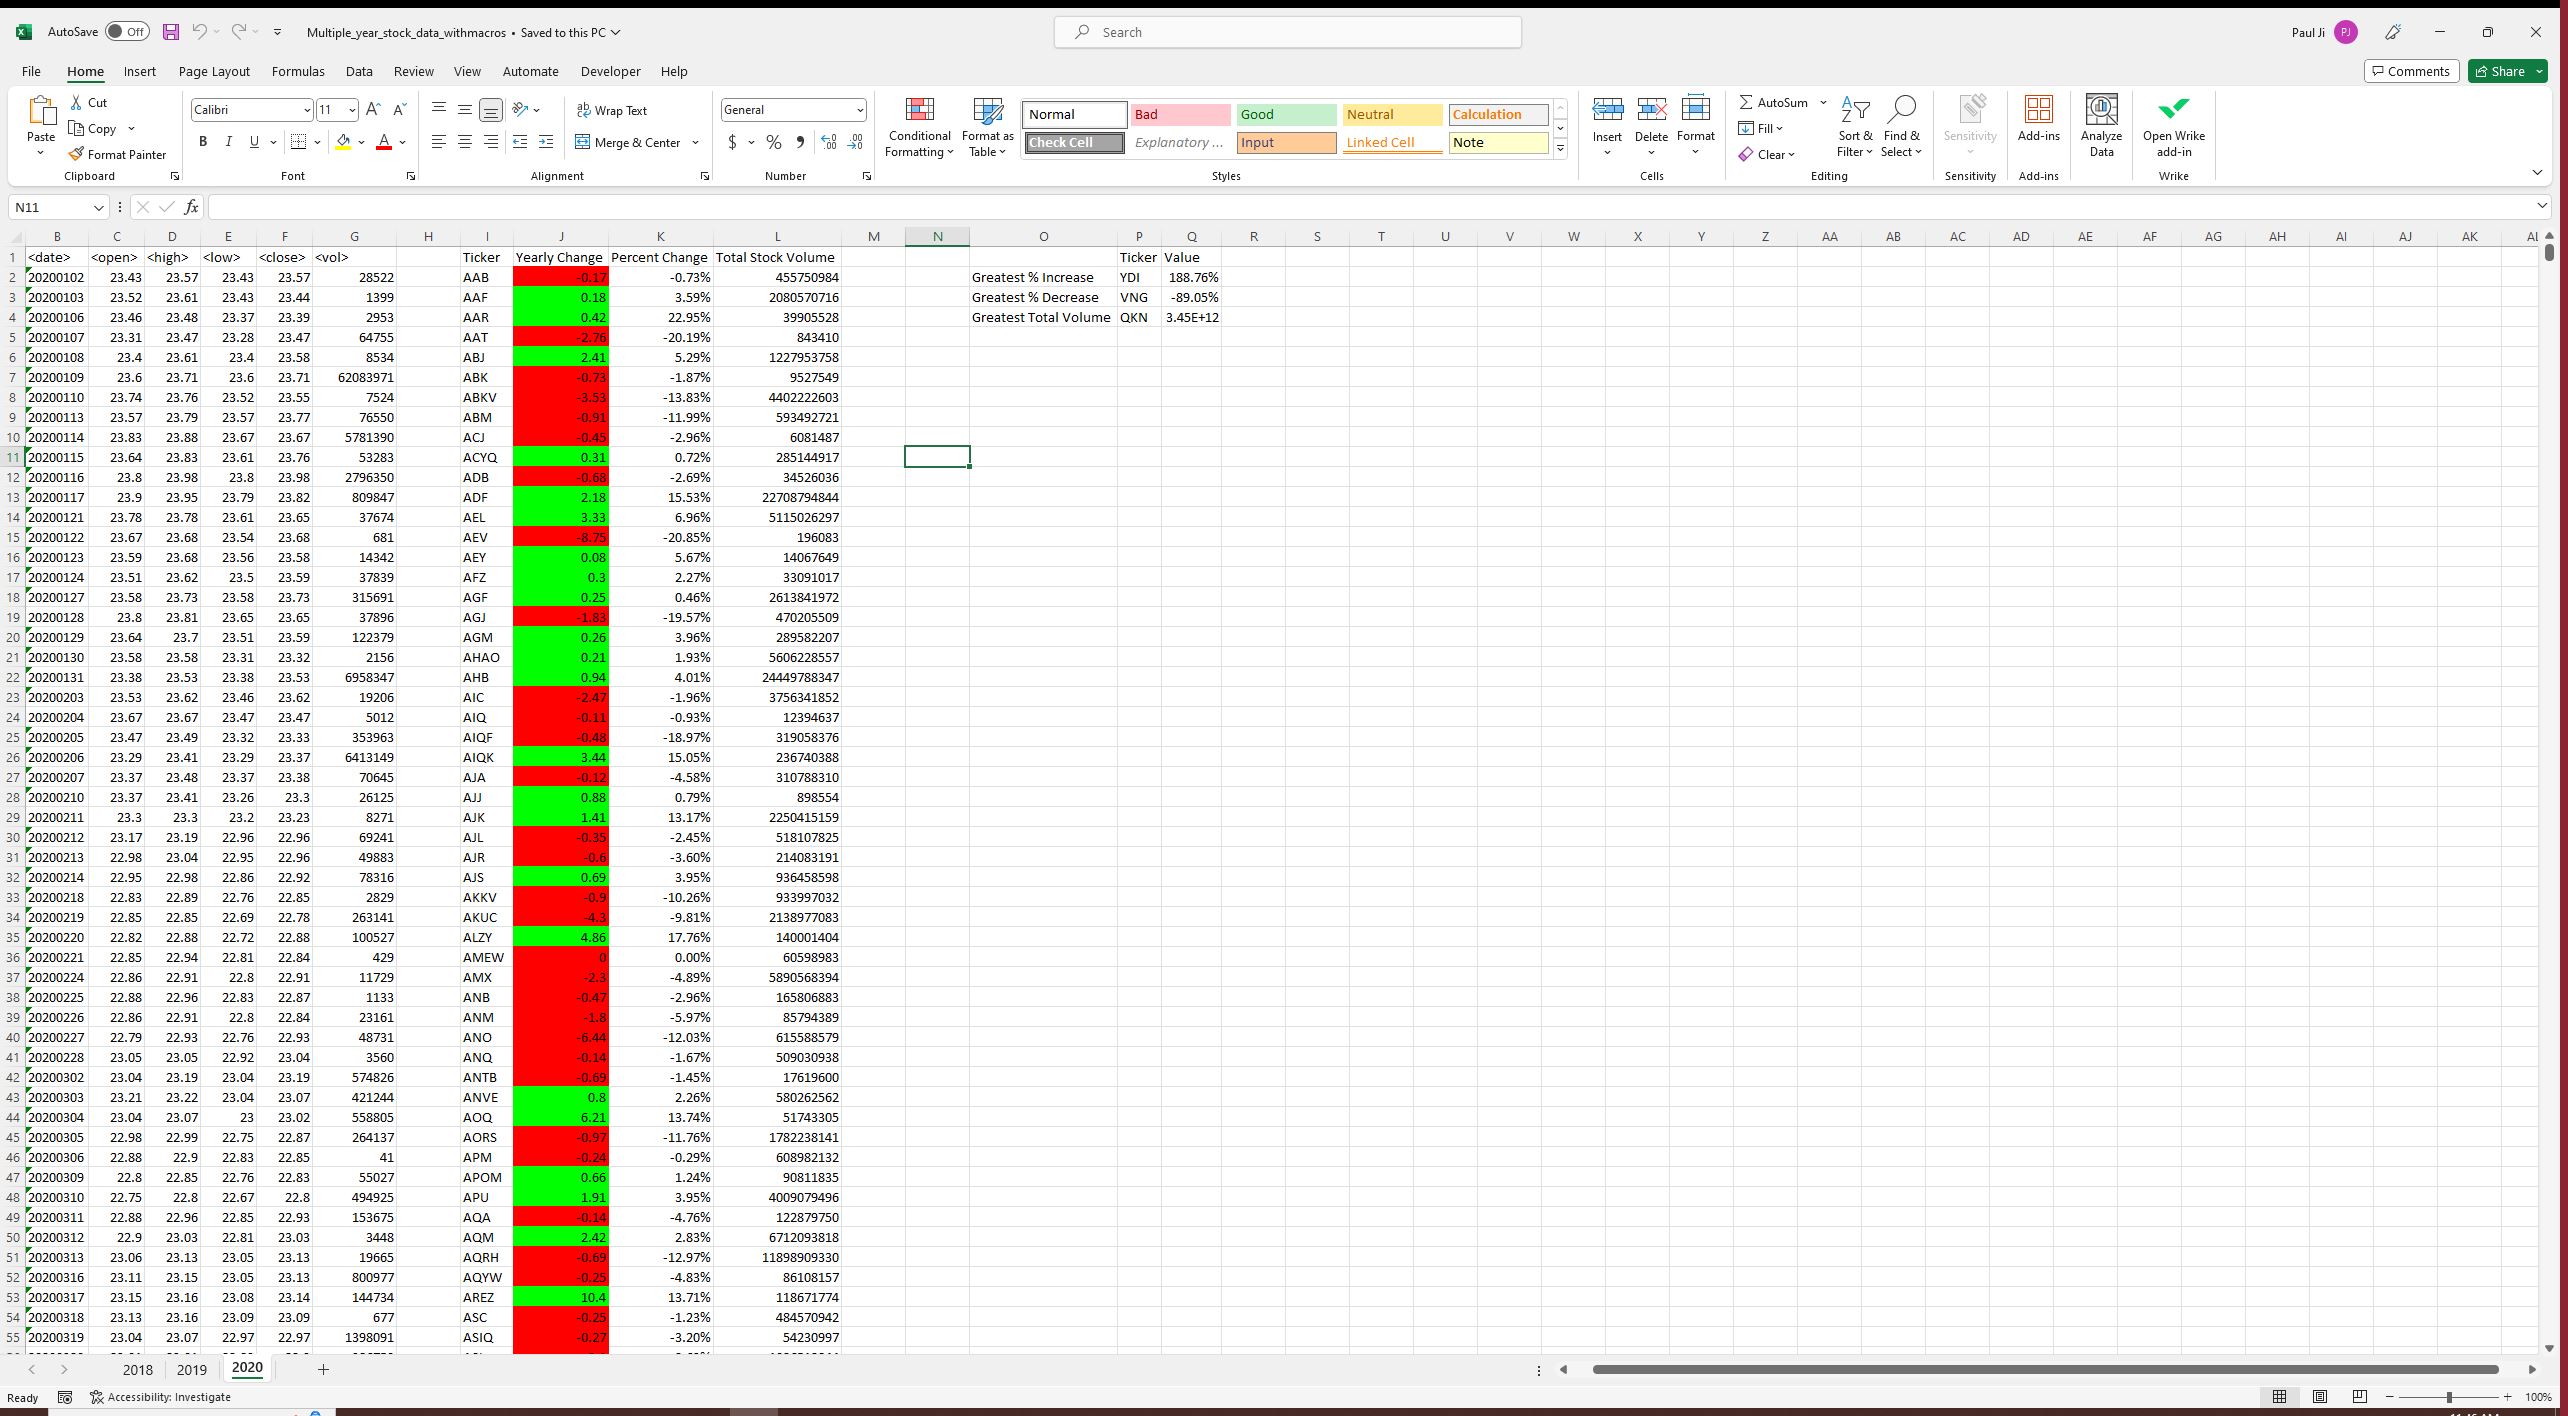 AutoSave Off Multiple_year_stock_data_withmacros • Saved to this PC Search Paul Ji PJ
File Home Insert Page Layout Formulas Data Review View Automate Developer Help Comments Share
Paste Cut Copy Format Painter Clipboard
Calibri 11 B I U Font
Wrap Text Merge & Center Alignment
General $ % Number
Conditional Formatting Format as Table
Normal Bad Good Neutral Calculation
Check Cell Explanatory ... Input Linked Cell Note
Styles
Insert Delete Format Cells
AutoSum Fill Clear Sort & Filter Find & Select Editing
Sensitivity Sensitivity
Add-ins Add-ins
Analyze Data
Open Wrike add-in Wrike
N11 fx
B C D E F G H I J K L M N O P Q R S T U V W X Y Z AA AB AC AD AE AF AG AH AI AJ AK AL
1 <date> <open> <high> <low> <close> <vol> Ticker Yearly Change Percent Change Total Stock Volume Ticker Value
2 20200102 23.43 23.57 23.43 23.57 28522 AAB -0.17 -0.73% 455750984 Greatest % Increase YDI 188.76%
3 20200103 23.52 23.61 23.43 23.44 1399 AAF 0.18 3.59% 2080570716 Greatest % Decrease VNG -89.05%
4 20200106 23.46 23.48 23.37 23.39 2953 AAR 0.42 22.95% 39905528 Greatest Total Volume QKN 3.45E+12
5 20200107 23.31 23.47 23.28 23.47 64755 AAT -2.76 -20.19% 843410
6 20200108 23.4 23.61 23.4 23.58 8534 ABJ 2.41 5.29% 1227953758
7 20200109 23.6 23.71 23.6 23.71 62083971 ABK -0.73 -1.87% 9527549
8 20200110 23.74 23.76 23.52 23.55 7524 ABKV -3.53 -13.83% 4402222603
9 20200113 23.57 23.79 23.57 23.77 76550 ABM -0.91 -11.99% 593492721
10 20200114 23.83 23.88 23.67 23.67 5781390 ACJ -0.45 -2.96% 6081487
11 20200115 23.64 23.83 23.61 23.76 53283 ACYQ 0.31 0.72% 285144917
12 20200116 23.8 23.98 23.8 23.98 2796350 ADB -0.68 -2.69% 34526036
13 20200117 23.9 23.95 23.79 23.82 809847 ADF 2.18 15.53% 22708794844
14 20200121 23.78 23.78 23.61 23.65 37674 AEL 3.33 6.96% 5115026297
15 20200122 23.67 23.68 23.54 23.68 681 AEV -8.75 -20.85% 196083
16 20200123 23.59 23.68 23.56 23.58 14342 AEY 0.08 5.67% 14067649
17 20200124 23.51 23.62 23.5 23.59 37839 AFZ 0.3 2.27% 33091017
18 20200127 23.58 23.73 23.58 23.73 315691 AGF 0.25 0.46% 2613841972
19 20200128 23.8 23.81 23.65 23.65 37896 AGJ -1.83 -19.57% 470205509
20 20200129 23.64 23.7 23.51 23.59 122379 AGM 0.26 3.96% 289582207
21 20200130 23.58 23.58 23.31 23.32 2156 AHAO 0.21 1.93% 5606228557
22 20200131 23.38 23.53 23.38 23.53 6958347 AHB 0.94 4.01% 24449788347
23 20200203 23.53 23.62 23.46 23.62 19206 AIC -2.47 -1.96% 3756341852
24 20200204 23.67 23.67 23.47 23.47 5012 AIQ -0.11 -0.93% 12394637
25 20200205 23.47 23.49 23.32 23.33 353963 AIQF -0.48 -18.97% 319058376
26 20200206 23.29 23.41 23.29 23.37 6413149 AIQK 3.44 15.05% 236740388
27 20200207 23.37 23.48 23.37 23.38 70645 AJA -0.12 -4.58% 310788310
28 20200210 23.37 23.41 23.26 23.3 26125 AJJ 0.88 0.79% 898554
29 20200211 23.3 23.3 23.2 23.23 8271 AJK 1.41 13.17% 2250415159
30 20200212 23.17 23.19 22.96 22.96 69241 AJL -0.35 -2.45% 518107825
31 20200213 22.98 23.04 22.95 22.96 49883 AJR -0.6 -3.60% 214083191
32 20200214 22.95 22.98 22.86 22.92 78316 AJS 0.69 3.95% 936458598
33 20200218 22.83 22.89 22.76 22.85 2829 AKKV -0.9 -10.26% 933997032
34 20200219 22.85 22.85 22.69 22.78 263141 AKUC -4.3 -9.81% 2138977083
35 20200220 22.82 22.88 22.72 22.88 100527 ALZY 4.86 17.76% 140001404
36 20200221 22.85 22.94 22.81 22.84 429 AMEW 0 0.00% 60598983
37 20200224 22.86 22.91 22.8 22.91 11729 AMX -2.3 -4.89% 5890568394
38 20200225 22.88 22.96 22.83 22.87 1133 ANB -0.47 -2.96% 165806883
39 20200226 22.86 22.91 22.8 22.84 23161 ANM -1.8 -5.97% 85794389
40 20200227 22.79 22.93 22.76 22.93 48731 ANO -6.44 -12.03% 615588579
41 20200228 23.05 23.05 22.92 23.04 3560 ANQ -0.14 -1.67% 509030938
42 20200302 23.04 23.19 23.04 23.19 574826 ANTB -0.69 -1.45% 17619600
43 20200303 23.21 23.22 23.04 23.07 421244 ANVE 0.8 2.26% 580262562
44 20200304 23.04 23.07 23 23.02 558805 AOQ 6.21 13.74% 51743305
45 20200305 22.98 22.99 22.75 22.87 264137 AORS -0.97 -11.76% 1782238141
46 20200306 22.88 22.9 22.83 22.85 41 APM -0.24 -0.29% 608982132
47 20200309 22.8 22.85 22.76 22.83 55027 APOM 0.66 1.24% 90811835
48 20200310 22.75 22.8 22.67 22.8 494925 APU 1.91 3.95% 4009079496
49 20200311 22.88 22.96 22.85 22.93 153675 AQA -0.14 -4.76% 122879750
50 20200312 22.9 23.03 22.81 23.03 3448 AQM 2.42 2.83% 6712093818
51 20200313 23.06 23.13 23.05 23.13 19665 AQRH -0.69 -12.97% 11898909330
52 20200316 23.11 23.15 23.05 23.13 800977 AQYW -0.25 -4.83% 86108157
53 20200317 23.15 23.16 23.08 23.14 144734 AREZ 10.4 13.71% 118671774
54 20200318 23.13 23.16 23.09 23.09 677 ASC -0.25 -1.23% 484570942
55 20200319 23.04 23.07 22.97 22.97 1398091 ASIQ -0.27 -3.20% 54230997
2018 2019 2020
Ready Accessibility: Investigate 100%